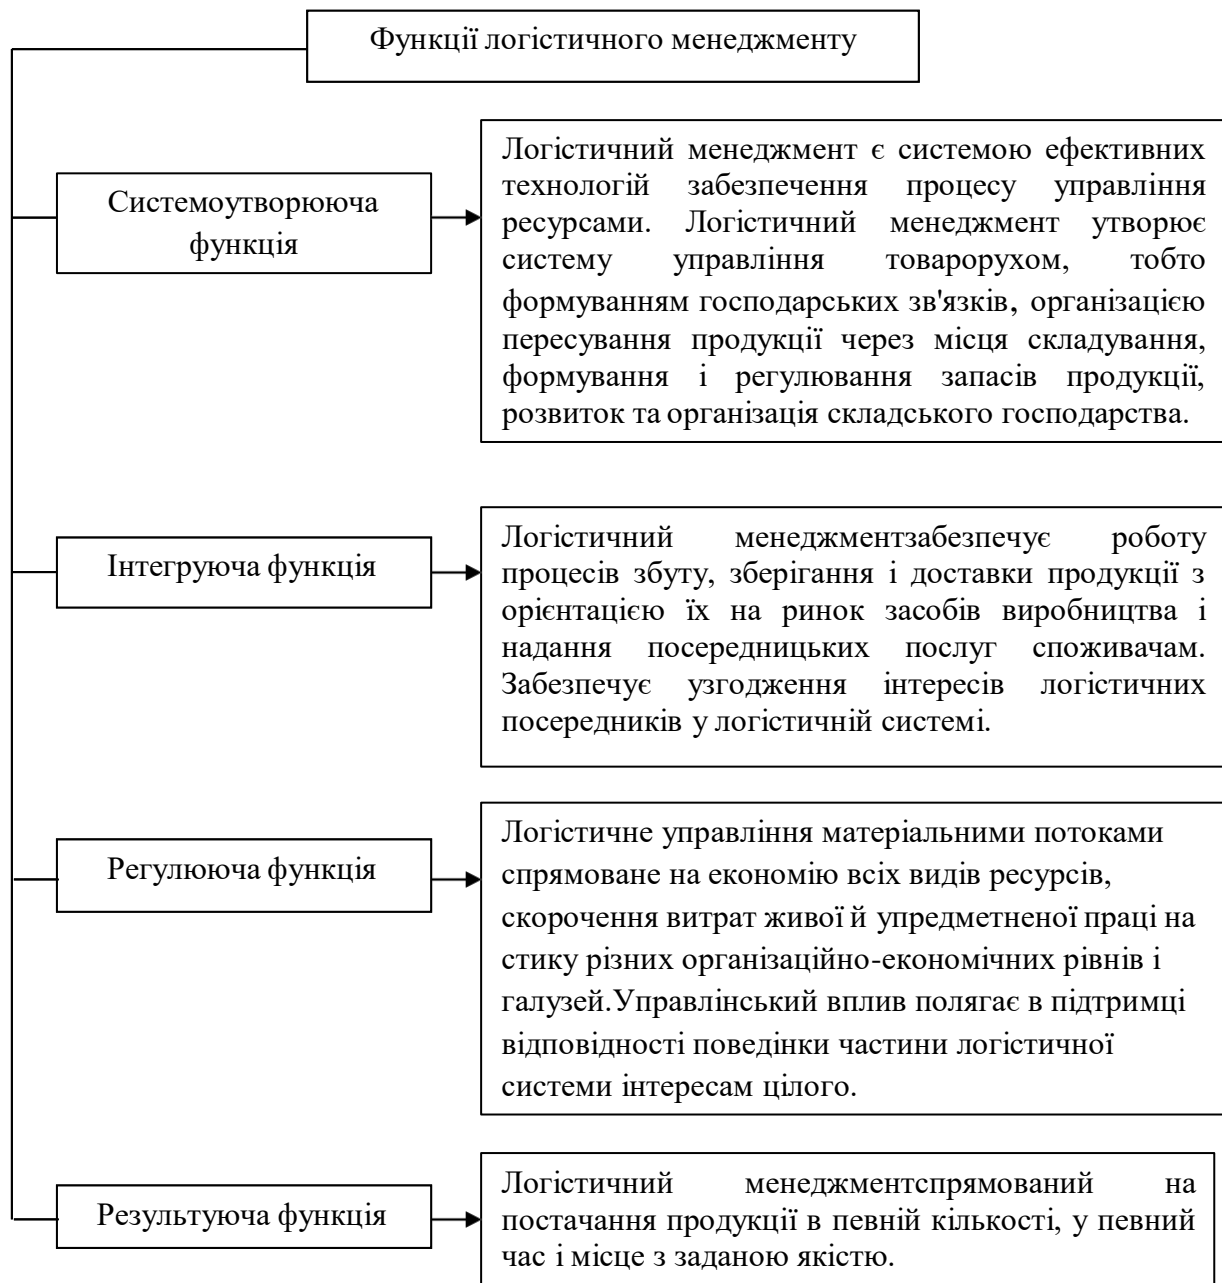 Функції логістичного менеджменту
Системоутворююча
функція
Логістичний менеджмент є системою ефективних
технологій забезпечення процесу управління
ресурсами. Логістичний менеджмент утворює
систему управління товарорухом, тобто
формуванням господарських зв'язків, організацією
пересування продукції через місця складування,
формування і регулювання запасів продукції,
розвиток та організація складського господарства.
Інтегруюча функція
Логістичний менеджментзабезпечує роботу
процесів збуту, зберігання і доставки продукції з
орієнтацією їх на ринок засобів виробництва і
надання посередницьких послуг споживачам.
Забезпечує узгодження інтересів логістичних
посередників у логістичній системі.
Регулююча функція
Логістичне управління матеріальними потоками
спрямоване на економію всіх видів ресурсів,
скорочення витрат живої й упредметненої праці на
стику різних організаційно-економічних рівнів і
галузей.Управлінський вплив полягає в підтримці
відповідності поведінки частини логістичної
системи інтересам цілого.
Результуюча функція
Логістичний менеджментспрямований на
постачання продукції в певній кількості, у певний
час і місце з заданою якістю.